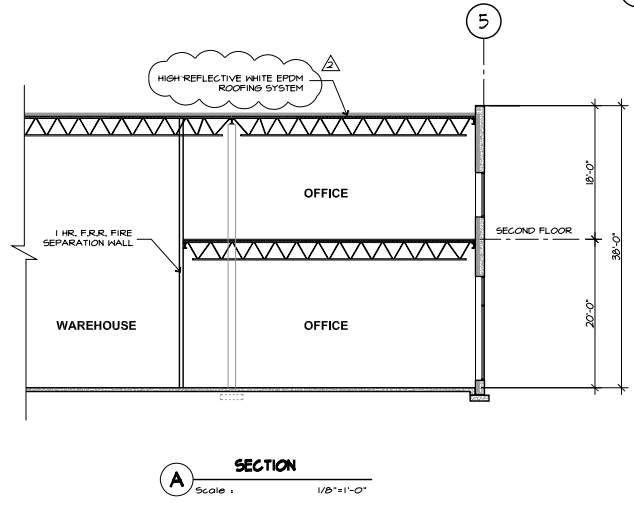 5
2
HIGH REFLECTIVE WHITE EPDM
ROOFING SYSTEM
18'-0"
OFFICE
1 HR. F.R.R. FIRE
SEPARATION WALL
SECOND FLOOR
38'-0"
20'-0"
WAREHOUSE
OFFICE
A
SECTION
Scale : 1/8"=1'-0"